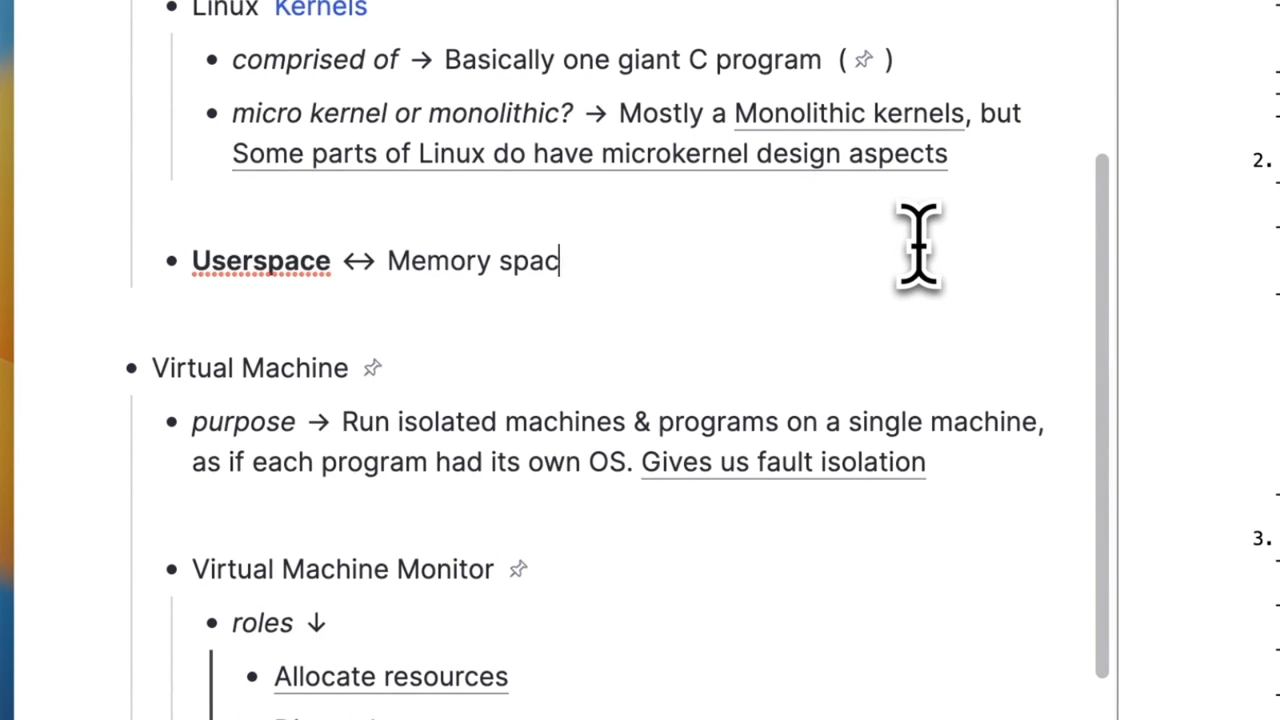 Linux Kernels
comprised of → Basically one giant C program ( )
micro kernel or monolithic? → Mostly a Monolithic kernels, but
Some parts of Linux do have microkernel design aspects
Userspace ↔ Memory spac
Virtual Machine
purpose → Run isolated machines & programs on a single machine,
as if each program had its own OS. Gives us fault isolation
Virtual Machine Monitor
roles ↓
Allocate resources
2.
3.